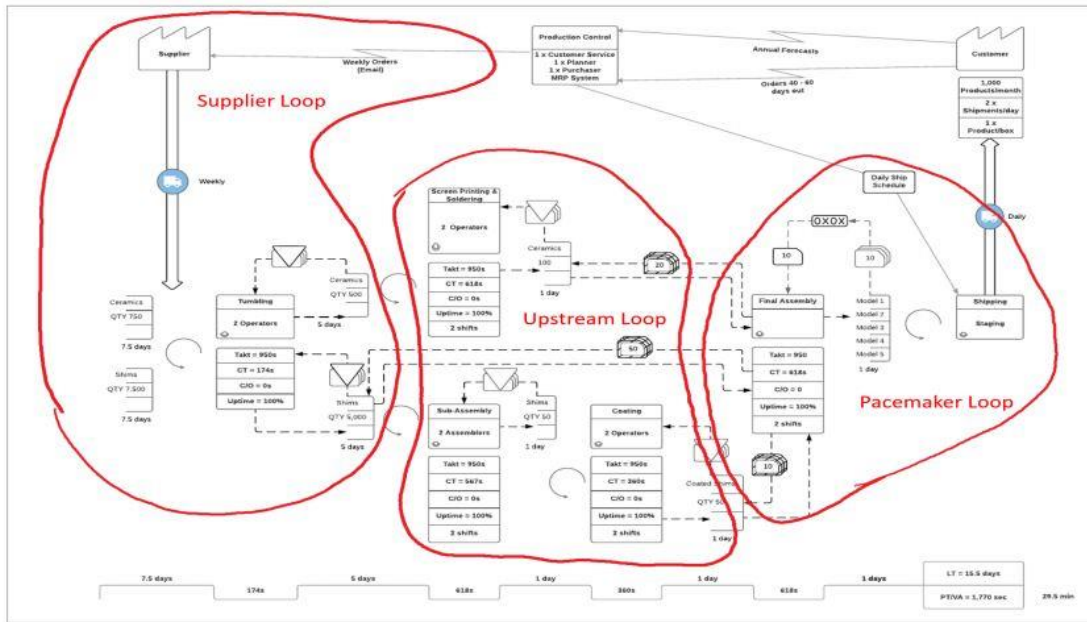 Supplier
Production Control
1 x Customer Service
1 x Planner
1 x Purchaser
MRP System
Customer
Annual Forecasts
Weekly Orders
(Email)
Orders 40 - 60
days out
1,000
Products/month
2 x
Shipments/day
1 x
Product/box
Supplier Loop
Weekly
Daily Ship
Schedule
Daily
Screen Printing &
Soldering
2 Operators
Ceramics
100
1 day
20
OXOX
10
10
Takt = 950s
CT = 618s
C/O = 0s
Uptime = 100%
2 shifts
Ceramics
QTY 500
5 days
Ceramics
QTY 750
7.5 days
Tumbling
2 Operators
Final Assembly
Model 1
Model 2
Model 3
Model 4
Model 5
1 day
Shipping
Staging
Upstream Loop
Takt = 950s
CT = 174s
C/O = 0s
Uptime = 100%
50
Takt = 950
CT = 618s
C/O = 0
Uptime = 100%
2 shifts
Shims
QTY 7,500
7.5 days
Shims
QTY 5,000
5 days
Pacemaker Loop
Sub-Assembly
2 Assemblers
Shims
QTY 50
1 day
Coating
2 Operators
Takt = 950s
CT = 567s
C/O = 0s
Uptime = 100%
2 shifts
Takt = 950s
CT = 360s
C/O = 0s
Uptime = 100%
2 shifts
Coated Shims
QTY 50
1 day
10
7.5 days
5 days
1 day
1 day
1 days
174s
618s
360s
618s
LT = 15.5 days
PT/VA = 1,770 sec
29.5 min